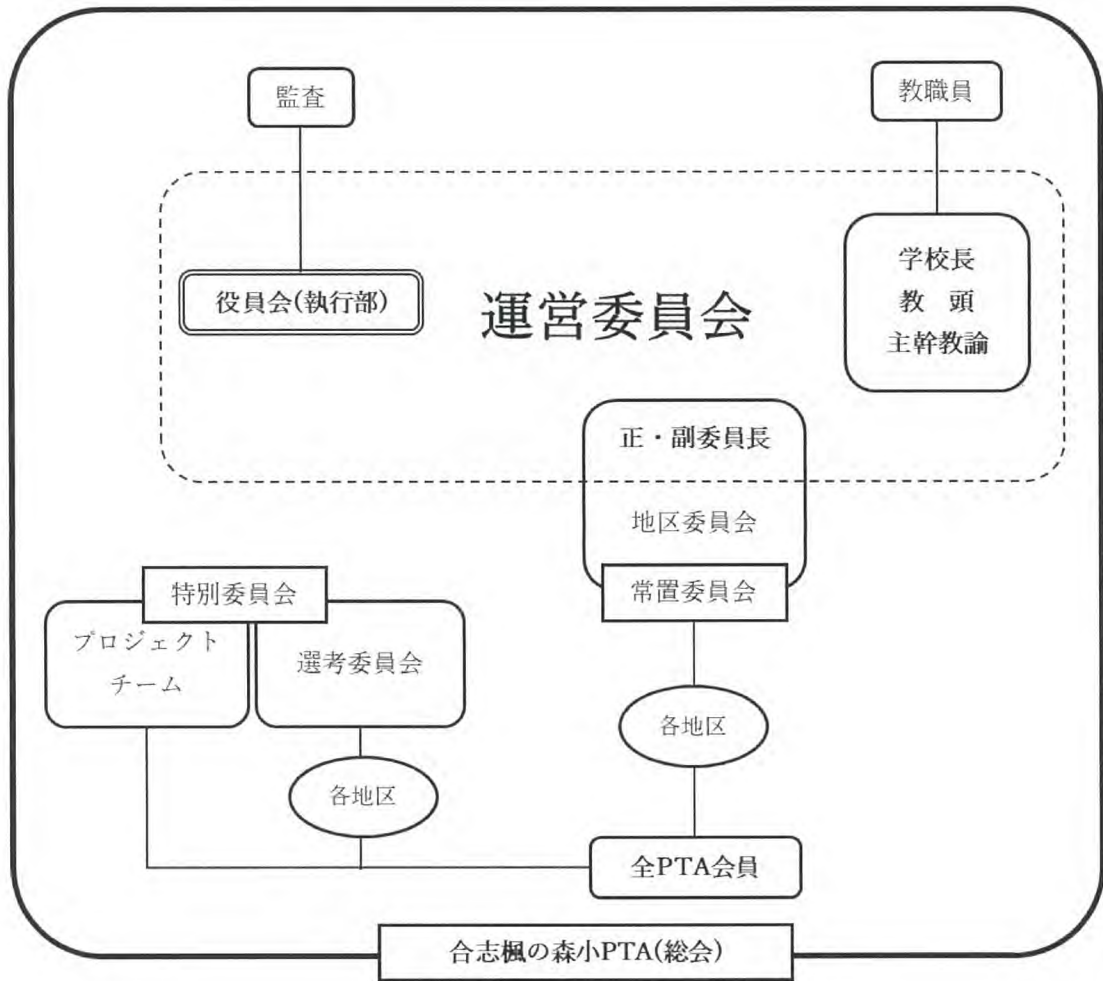 監査
教職員
役員会(執行部)
運営委員会
学校長
教　頭
主幹教諭
正・副委員長
地区委員会
常置委員会
特別委員会
プロジェクト
チーム
選考委員会
各地区
各地区
全PTA会員
合志楓の森小PTA(総会)